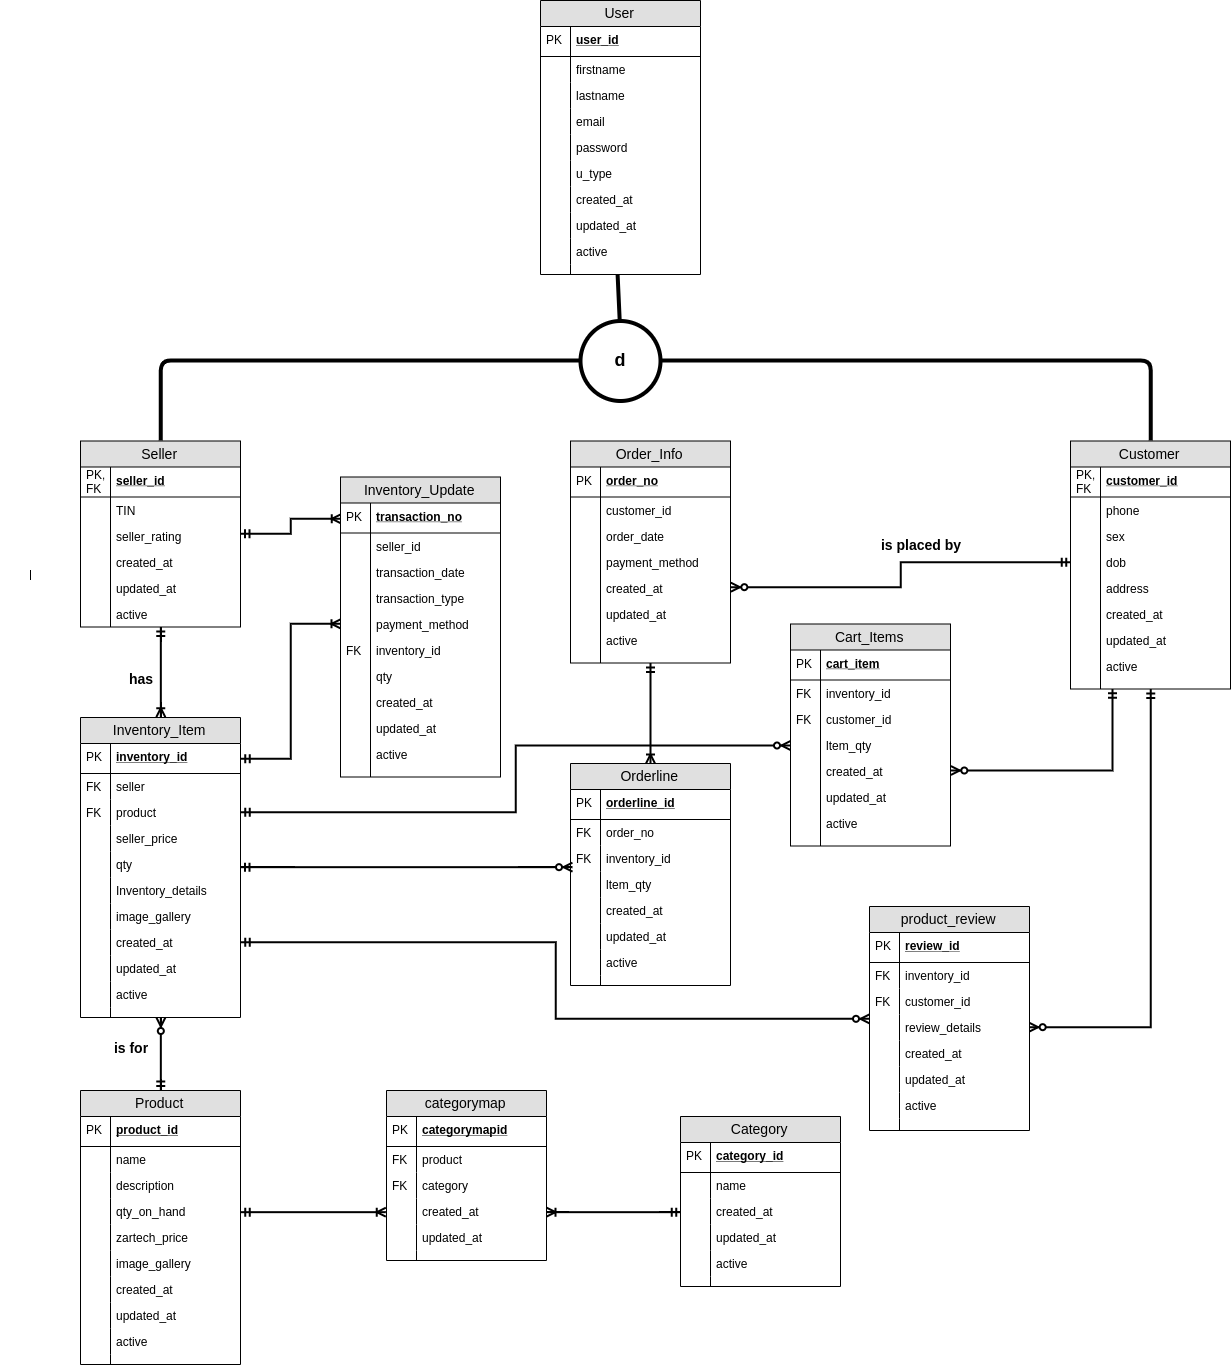 User
PK user_id
firstname
lastname
email
password
u_type
created_at
updated_at
active
d
Seller
PK, FK seller_id
TIN
seller_rating
created_at
updated_at
active
Inventory_Update
PK transaction_no
seller_id
transaction_date
transaction_type
payment_method
FK inventory_id
qty
created_at
updated_at
active
Order_Info
PK order_no
customer_id
order_date
payment_method
created_at
updated_at
active
is placed by
Customer
PK, FK customer_id
phone
sex
dob
address
created_at
updated_at
active
l
has
Cart_Items
PK cart_item
FK inventory_id
FK customer_id
Item_qty
created_at
updated_at
active
Inventory_Item
PK inventory_id
FK seller
FK product
seller_price
qty
Inventory_details
image_gallery
created_at
updated_at
active
Orderline
PK orderline_id
FK order_no
FK inventory_id
Item_qty
created_at
updated_at
active
product_review
PK review_id
FK inventory_id
FK customer_id
review_details
created_at
updated_at
active
is for
Product
PK product_id
name
description
qty_on_hand
zartech_price
image_gallery
created_at
updated_at
active
categorymap
PK categorymapid
FK product
FK category
created_at
updated_at
Category
PK category_id
name
created_at
updated_at
active